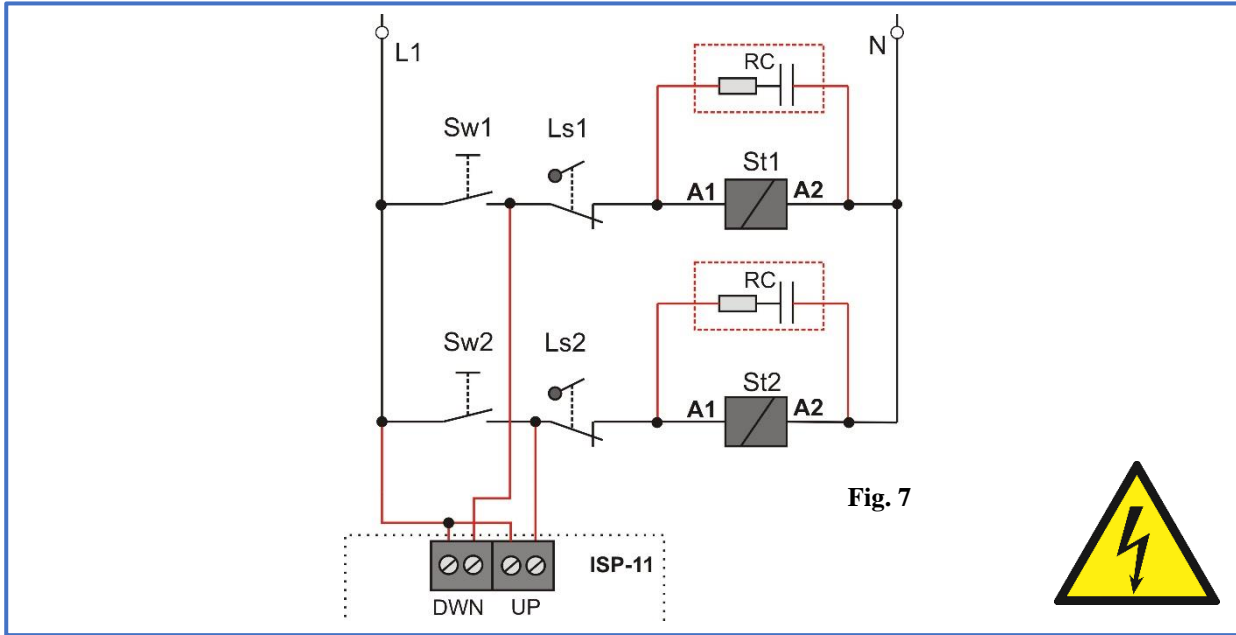 L1
N
RC
Sw1
Ls1
St1
A1
A2
RC
Sw2
Ls2
St2
A1
A2
Fig. 7
ISP-11
DWN
UP